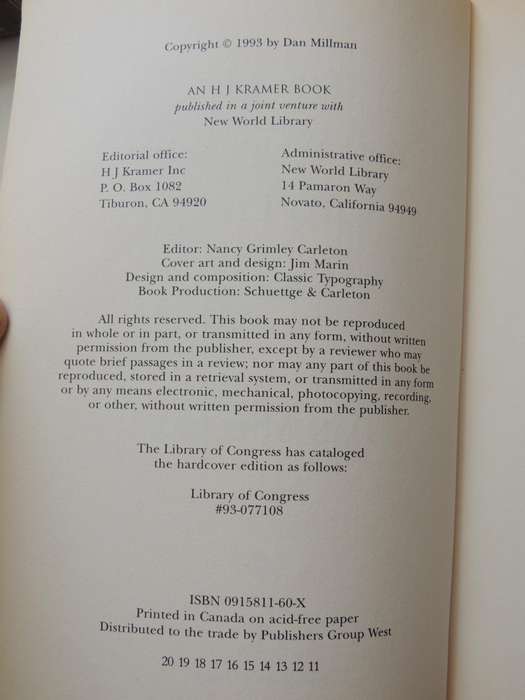 Copyright © 1993 by Dan Millman
AN H J KRAMER BOOK
published in a joint venture with
New World Library
Editorial office:
H J Kramer Inc
P. O. Box 1082
Tiburon, CA 94920
Administrative office:
New World Library
14 Pamaron Way
Novato, California 94949
Editor: Nancy Grimley Carleton
Cover art and design: Jim Marin
Design and composition: Classic Typography
Book Production: Schuettge & Carleton
All rights reserved. This book may not be reproduced
in whole or in part, or transmitted in any form, without written
permission from the publisher, except by a reviewer who may
quote brief passages in a review; nor may any part of this book be
reproduced, stored in a retrieval system, or transmitted in any form
or by any means electronic, mechanical, photocopying, recording,
or other, without written permission from the publisher.
The Library of Congress has cataloged
the hardcover edition as follows:
Library of Congress
#93-077108
ISBN 0915811-60-X
Printed in Canada on acid-free paper
Distributed to the trade by Publishers Group West
20 19 18 17 16 15 14 13 12 11